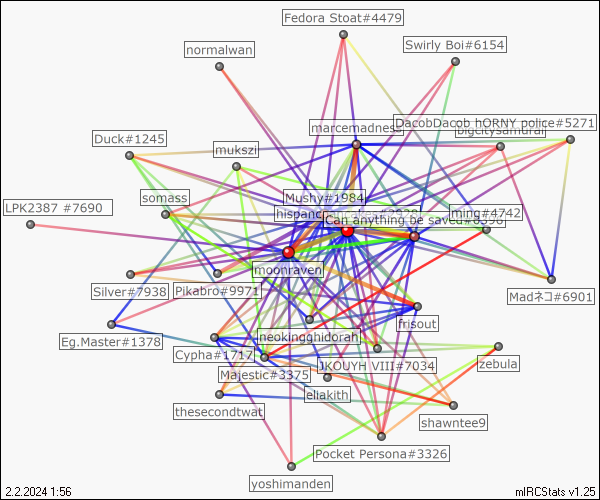 Fedora Stoat#4479
normalwan
Swirly Boi#6154
DacobDacob hORNY police#5271
marcemadness
bigcitysamurai
Duck#1245
mukszi
somass
Mushy#1984
LPK2387 #7690
hispanc
Can anything be saved
ming#4742
moonraven
Silver#7938
Pikabro#9971
Madネコ#6901
frisout
Eg.Master#1378
neokingghidorah
Cypha#1717
JKOUYH VIII#7034
zebula
Majestic#3375
eliakith
thesecondtwat
shawntee9
Pocket Persona#3326
yoshimanden
2.2.2024 1:56
mIRCStats v1.25